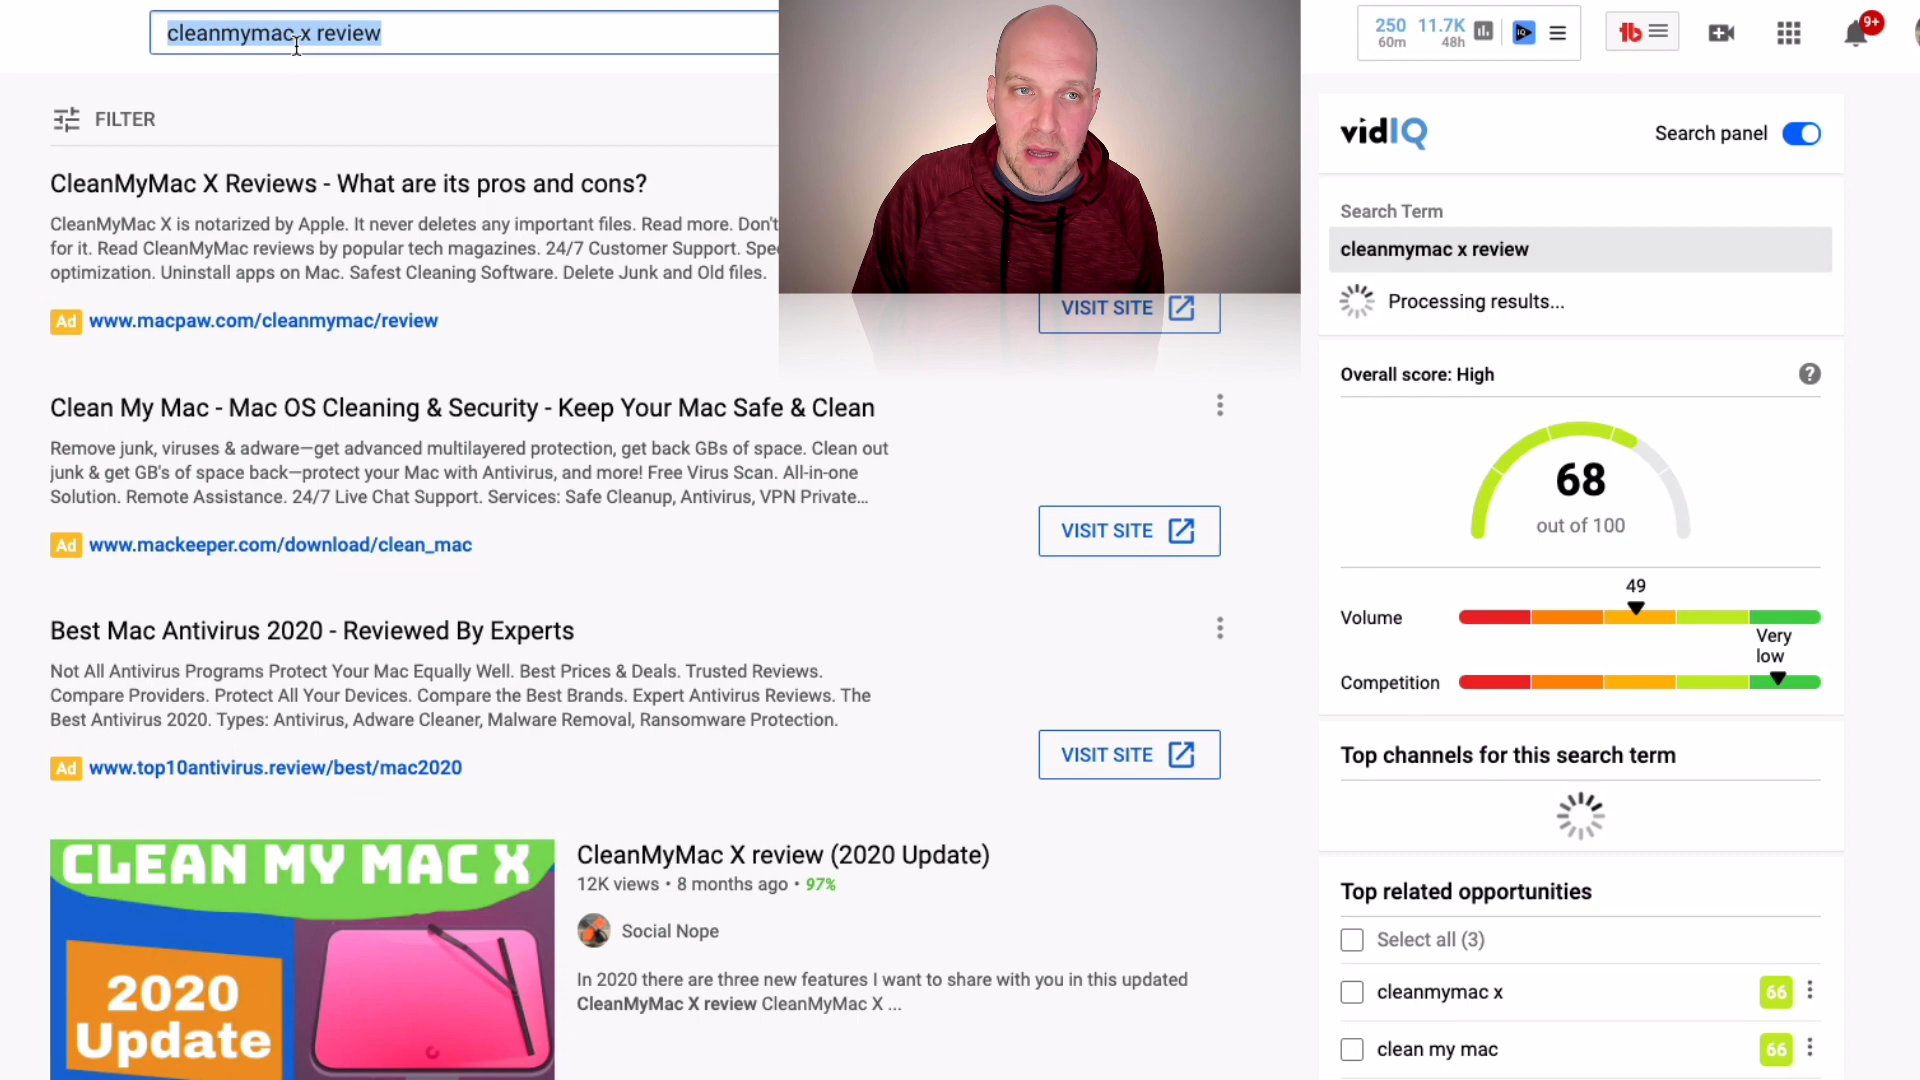 cleanmymac x review
250
60m
11.7K
48h
9+
FILTER
CleanMyMac X Reviews - What are its pros and cons?
CleanMyMac X is notarized by Apple. It never deletes any important files. Read more. Don't
for it. Read CleanMyMac reviews by popular tech magazines. 24/7 Customer Support.
optimization. Uninstall apps on Mac. Safest Cleaning Software. Delete Junk and Old files.
Ad www.macpaw.com/cleanmymac/review
VISIT SITE
Clean My Mac - Mac OS Cleaning & Security - Keep Your Mac Safe & Clean
Remove junk, viruses & adware—get advanced multilayered protection, get back GBs of space. Clean out
junk & get GB's of space back—protect your Mac with Antivirus, and more! Free Virus Scan. All-in-one
Solution. Remote Assistance. 24/7 Live Chat Support. Services: Safe Cleanup, Antivirus, VPN Private...
Ad www.mackeeper.com/download/clean_mac
VISIT SITE
Best Mac Antivirus 2020 - Reviewed By Experts
Not All Antivirus Programs Protect Your Mac Equally Well. Best Prices & Deals. Trusted Reviews.
Compare Providers. Protect All Your Devices. Compare the Best Brands. Expert Antivirus Reviews. The
Best Antivirus 2020. Types: Antivirus, Adware Cleaner, Malware Removal, Ransomware Protection.
Ad www.top10antivirus.review/best/mac2020
VISIT SITE
CLEAN MY MAC X
2020
Update
CleanMyMac X review (2020 Update)
12K views • 8 months ago • 97%
Social Nope
In 2020 there are three new features I want to share with you in this updated
CleanMyMac X review CleanMyMac X ...
vidIQ
Search panel
Search Term
cleanmymac x review
Processing results...
Overall score: High
?
68
out of 100
49
Volume
Very
low
Competition
Top channels for this search term
Top related opportunities
Select all (3)
cleanmymac x 66
clean my mac 66